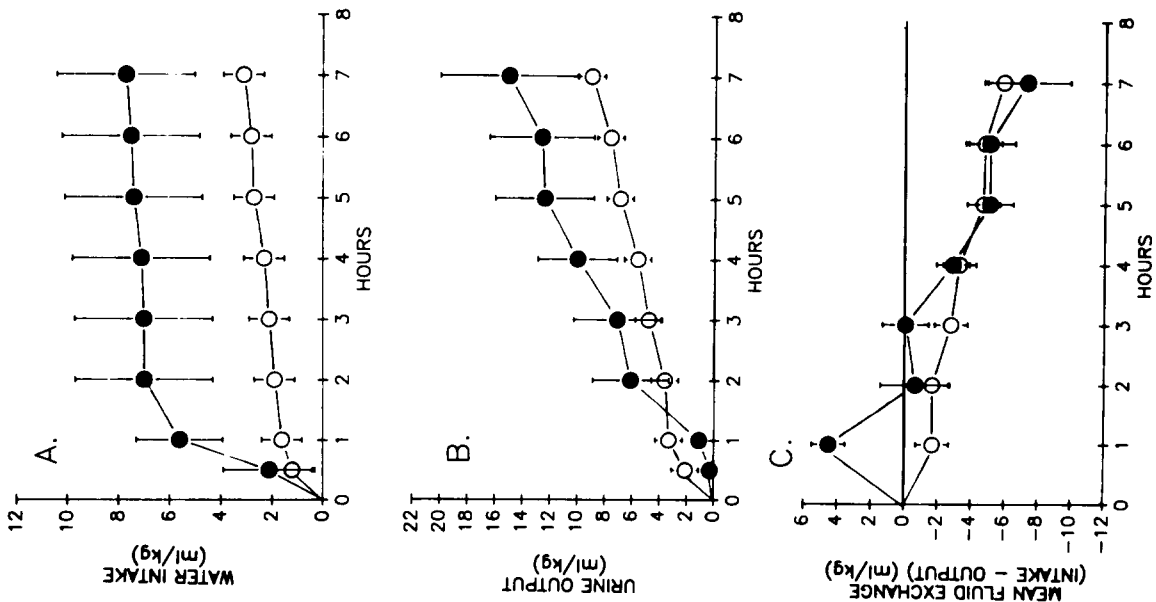 A.
WATER INTAKE
(ml/kg)
12
10
8
6
4
2
0
0 1 2 3 4 5 6 7 8
HOURS
B.
URINE OUTPUT
(ml/kg)
22
20
18
16
14
12
10
8
6
4
2
0
0 1 2 3 4 5 6 7 8
HOURS
C.
MEAN FLUID EXCHANGE
(INTAKE - OUTPUT) (ml/kg)
6
4
2
0
-2
-4
-6
-8
-10
-12
0 1 2 3 4 5 6 7 8
HOURS